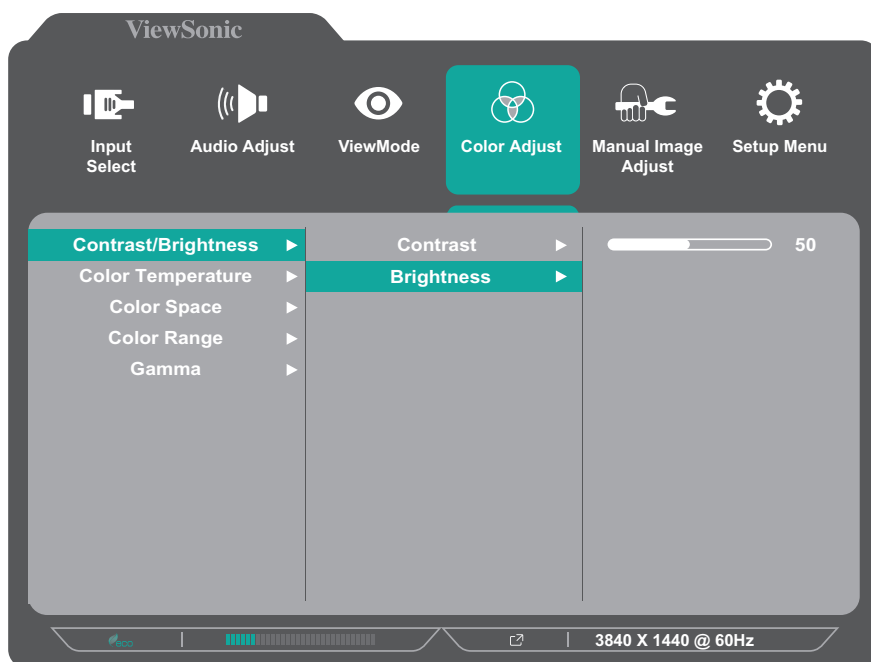 ViewSonic
Input
Select
Audio Adjust
ViewMode
Color Adjust
Manual Image
Adjust
Setup Menu
Contrast/Brightness
Contrast
50
Color Temperature
Brightness
Color Space
Color Range
Gamma
eco
3840 X 1440 @ 60Hz